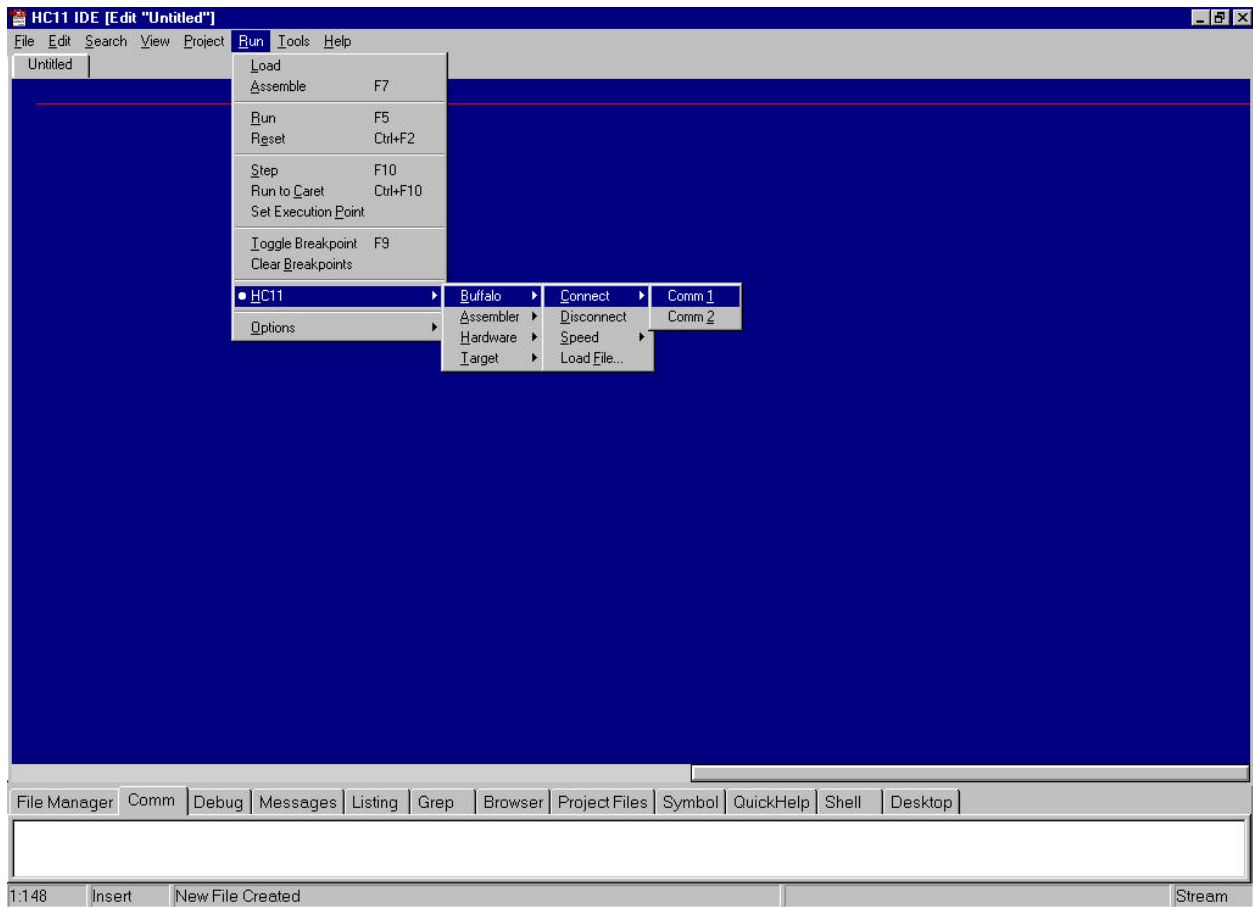 HC11 IDE [Edit "Untitled"]
File Edit Search View Project Run Tools Help
Untitled
Load
Assemble F7
Run F5
Reset Ctrl+F2
Step F10
Run to Caret Ctrl+F10
Set Execution Point
Toggle Breakpoint F9
Clear Breakpoints
HC11
Options
Buffalo
Assembler
Hardware
Target
Connect
Disconnect
Speed
Load File...
Comm 1
Comm 2
File Manager Comm Debug Messages Listing Grep Browser Project Files Symbol QuickHelp Shell Desktop
1:148 Insert New File Created Stream